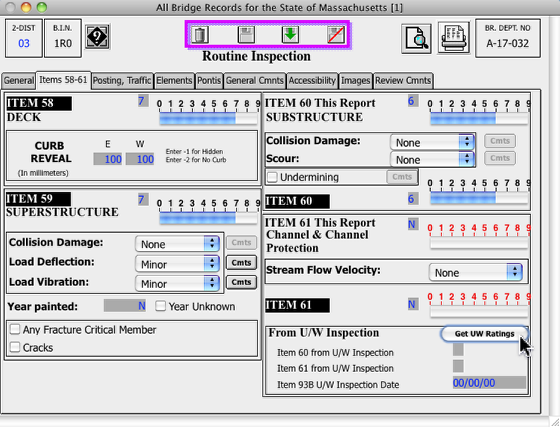 All Bridge Records for the State of Massachusetts [1]
2-DIST
03
B.I.N.
1R0
?
Routine Inspection
BR. DEPT. NO
A-17-032
General Items 58-61 Posting, Traffic Elements Pontis General Cmnts Accessibility Images Review Cmnts
ITEM 58
DECK
7
0 1 2 3 4 5 6 7 8 9
CURB
REVEAL
(In millimeters)
E W
100 100
Enter -1 for Hidden
Enter -2 for No Curb
ITEM 59
SUPERSTRUCTURE
7
0 1 2 3 4 5 6 7 8 9
Collision Damage: None Cmts
Load Deflection: Minor Cmts
Load Vibration: Minor Cmts
Year painted: N Year Unknown
Any Fracture Critical Member
Cracks
ITEM 60 This Report
SUBSTRUCTURE
6
0 1 2 3 4 5 6 7 8 9
Collision Damage: None Cmts
Scour: None Cmts
Undermining Cmts
0 1 2 3 4 5 6 7 8 9
ITEM 60 6
ITEM 61 This Report
Channel & Channel
Protection
N
0 1 2 3 4 5 6 7 8 9
Stream Flow Velocity: None
ITEM 61 N
0 1 2 3 4 5 6 7 8 9
From U/W Inspection Get UW Ratings
Item 60 from U/W Inspection
Item 61 from U/W Inspection
Item 93B U/W Inspection Date 00/00/00